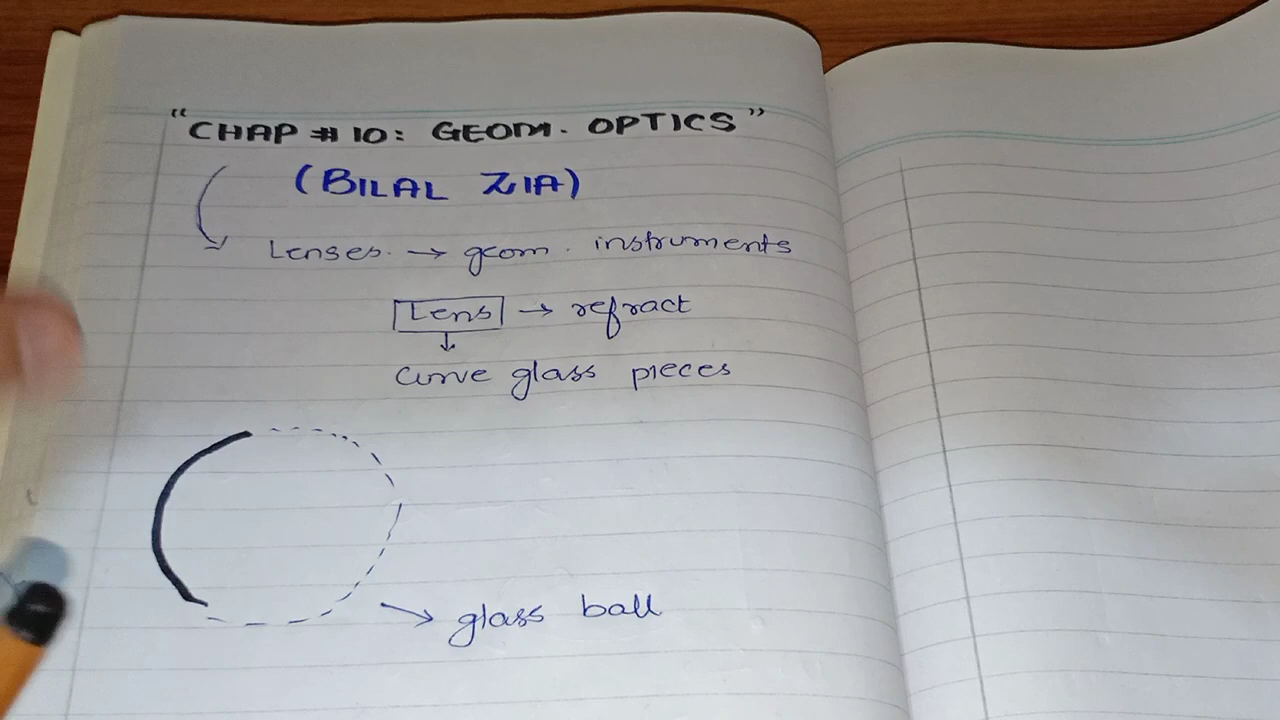 "CHAP # 10: GEOM. OPTICS"
(BILAL ZIA)
Lenses. → geom. instruments
Lens → refract
↓
Curve glass pieces
→ glass ball